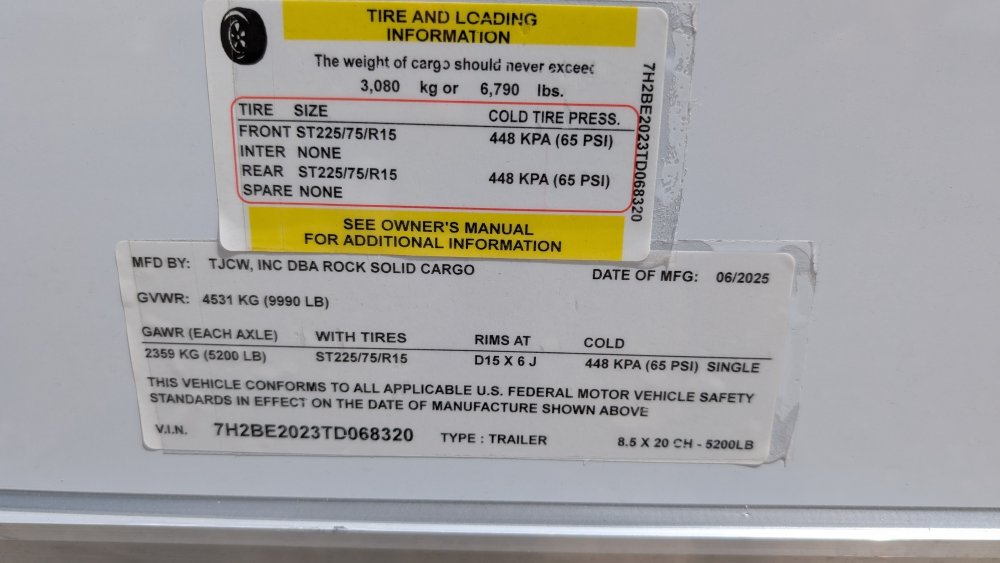 TIRE AND LOADING
INFORMATION
The weight of cargo should never exceed
3,080 kg or 6,790 lbs.
TIRE SIZE COLD TIRE PRESS.
FRONT ST225/75/R15 448 KPA (65 PSI)
INTER NONE
REAR ST225/75/R15 448 KPA (65 PSI)
SPARE NONE
SEE OWNER'S MANUAL
FOR ADDITIONAL INFORMATION
7H2BE2023TD068320
MFD BY: TJCW, INC DBA ROCK SOLID CARGO DATE OF MFG: 06/2025
GVWR: 4531 KG (9990 LB)
GAWR (EACH AXLE) WITH TIRES RIMS AT COLD
2359 KG (5200 LB) ST225/75/R15 D15 X 6 J 448 KPA (65 PSI) SINGLE
THIS VEHICLE CONFORMS TO ALL APPLICABLE U.S. FEDERAL MOTOR VEHICLE SAFETY
STANDARDS IN EFFECT ON THE DATE OF MANUFACTURE SHOWN ABOVE
V.I.N. 7H2BE2023TD068320 TYPE : TRAILER 8.5 X 20 CH - 5200LB